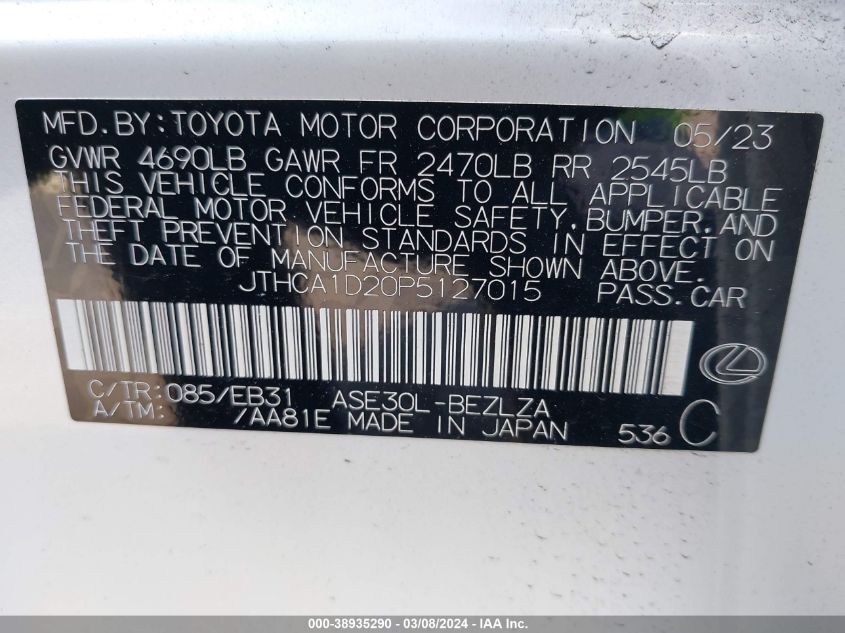 MFD.BY:TOYOTA MOTOR CORPORATION 05/23
GVWR 4690LB GAWR FR 2470LB RR 2545LB
THIS VEHICLE CONFORMS TO ALL APPLICABLE
FEDERAL MOTOR VEHICLE SAFETY,BUMPER,AND
THEFT PREVENTION STANDARDS IN EFFECT ON
THE DATE OF MANUFACTURE SHOWN ABOVE.
JTHCA1D20P5127015 PASS.CAR
C/TR:085/EB31 ASE30L-BEZLZA
A/TM: /AA81E MADE IN JAPAN 536 C
000-38935290 - 03/08/2024 - IAA Inc.